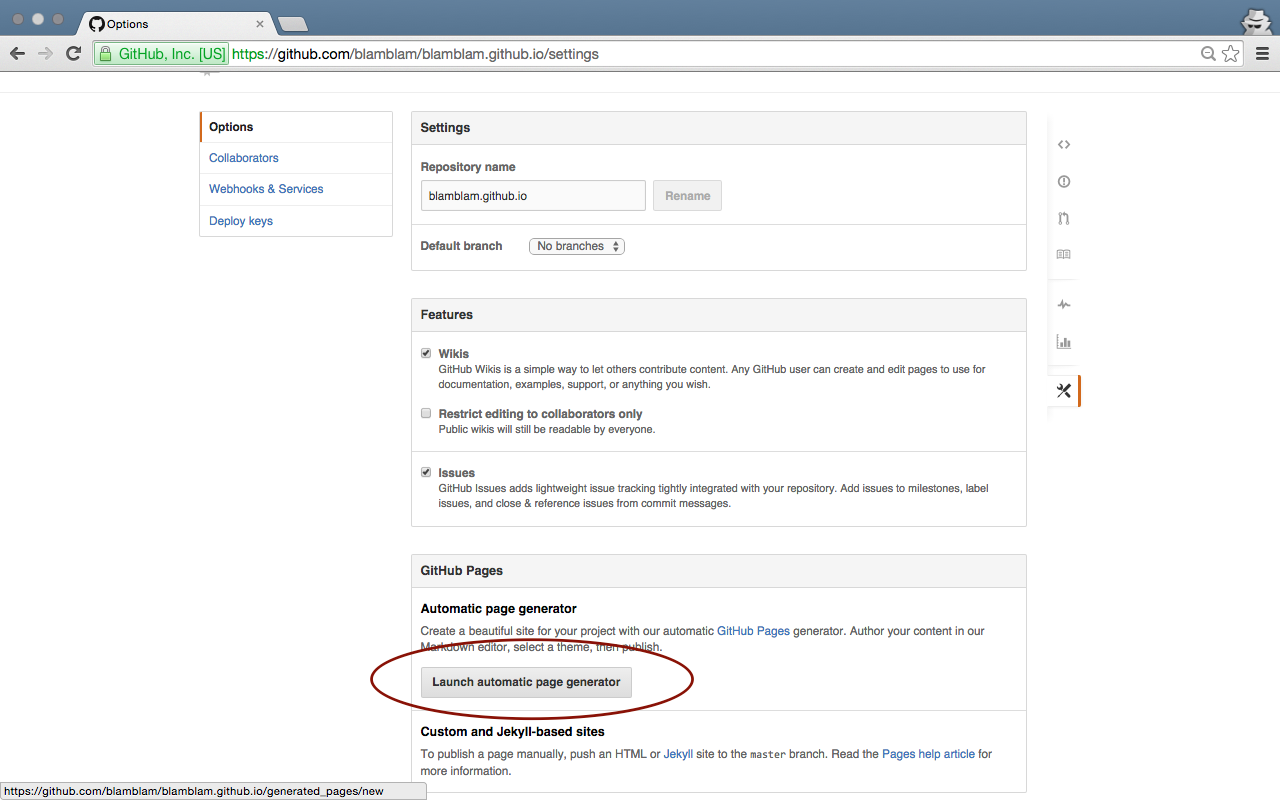 Options
GitHub, Inc. [US] https://github.com/blamblam/blamblam.github.io/settings
Options
Collaborators
Webhooks & Services
Deploy keys
Settings
Repository name
blamblam.github.io
Rename
Default branch
No branches
Features
Wikis
GitHub Wikis is a simple way to let others contribute content. Any GitHub user can create and edit pages to use for
documentation, examples, support, or anything you wish.
Restrict editing to collaborators only
Public wikis will still be readable by everyone.
Issues
GitHub Issues adds lightweight issue tracking tightly integrated with your repository. Add issues to milestones, label
issues, and close & reference issues from commit messages.
GitHub Pages
Automatic page generator
Create a beautiful site for your project with our automatic GitHub Pages generator. Author your content in our
Markdown editor, select a theme, then publish.
Launch automatic page generator
Custom and Jekyll-based sites
To publish a page manually, push an HTML or Jekyll site to the master branch. Read the Pages help article for
more information.
https://github.com/blamblam/blamblam.github.io/generated_pages/new